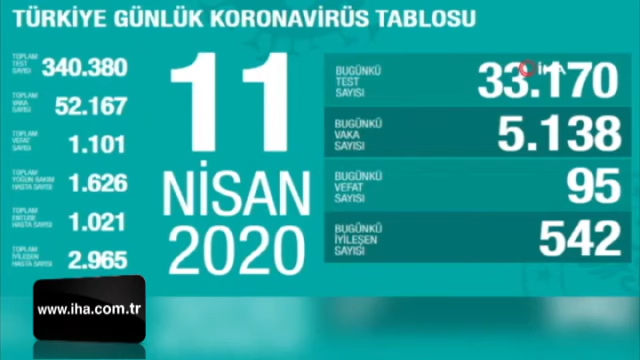 TÜRKİYE GÜNLÜK KORONAVİRÜS TABLOSU
TOPLAM
TEST
SAYISI
340.380
TOPLAM
VAKA
SAYISI
52.167
TOPLAM
VEFAT
SAYISI
1.101
TOPLAM
YOĞUN BAKIM
HASTA SAYISI
1.626
TOPLAM
ENTUBE
HASTA SAYISI
1.021
TOPLAM
İYİLEŞEN
HASTA SAYISI
2.965
11
NİSAN
2020
BUGÜNKÜ
TEST
SAYISI
33.170
İHA
BUGÜNKÜ
VAKA
SAYISI
5.138
BUGÜNKÜ
VEFAT
SAYISI
95
BUGÜNKÜ
İYİLEŞEN
SAYISI
542
www.iha.com.tr